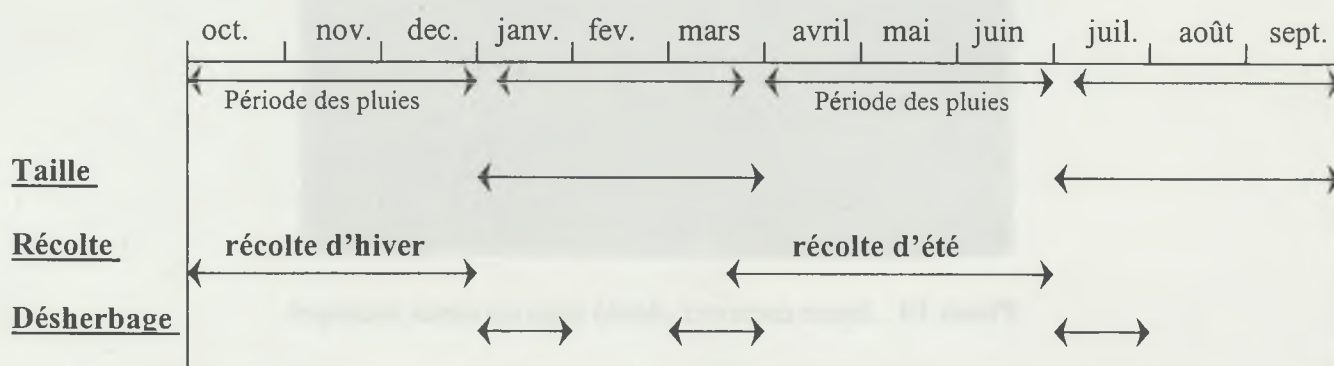 oct. nov. dec. janv. fev. mars avril mai juin juil. août sept.
Période des pluies Période des pluies
Taille
Récolte récolte d'hiver récolte d'été
Désherbage